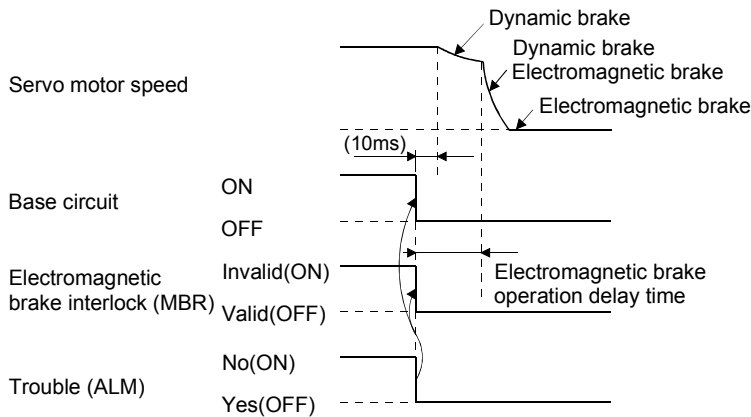 Dynamic brake
Dynamic brake
Electromagnetic brake
Servo motor speed
Electromagnetic brake
(10ms)
ON
Base circuit
OFF
Invalid(ON)
Electromagnetic
brake interlock (MBR)
Valid(OFF)
Electromagnetic brake
operation delay time
No(ON)
Trouble (ALM)
Yes(OFF)